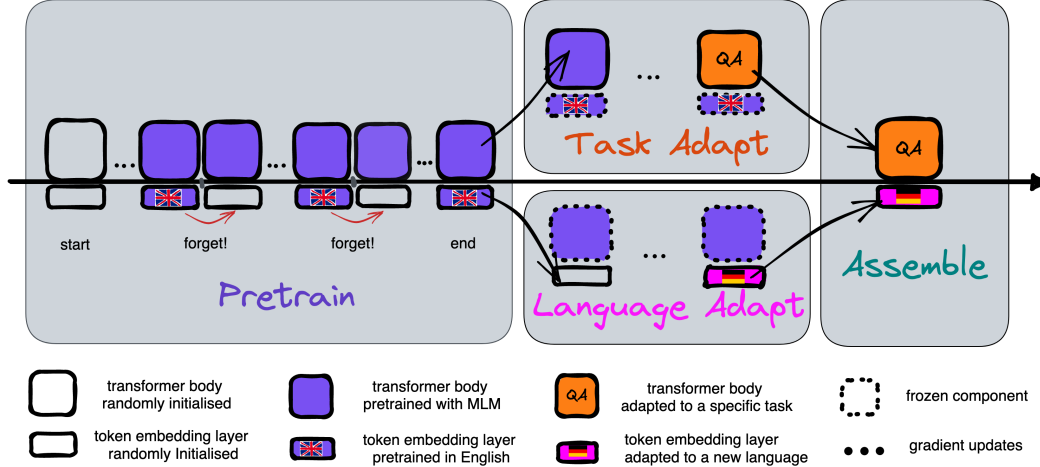 QA
Task Adapt
QA
start
forget!
forget!
end
Pretrain
Language Adapt
Assemble
transformer body
randomly initialised
transformer body
pretrained with MLM
QA
transformer body
adapted to a specific task
frozen component
token embedding layer
randomly Initialised
token embedding layer
pretrained in English
token embedding layer
adapted to a new language
gradient updates